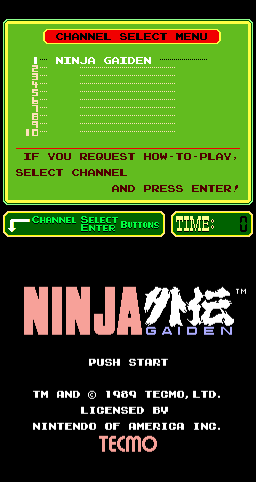 CHANNEL SELECT MENU
1 NINJA GAIDEN
2
3
4
5
6
7
8
9
10
IF YOU REQUEST HOW-TO-PLAY,
SELECT CHANNEL
AND PRESS ENTER!
CHANNEL SELECT
ENTER BUTTONS
TIME: 0
NINJA 外伝 ™
GAIDEN
PUSH START
TM AND © 1989 TECMO,LTD.
LICENSED BY
NINTENDO OF AMERICA INC.
TECMO